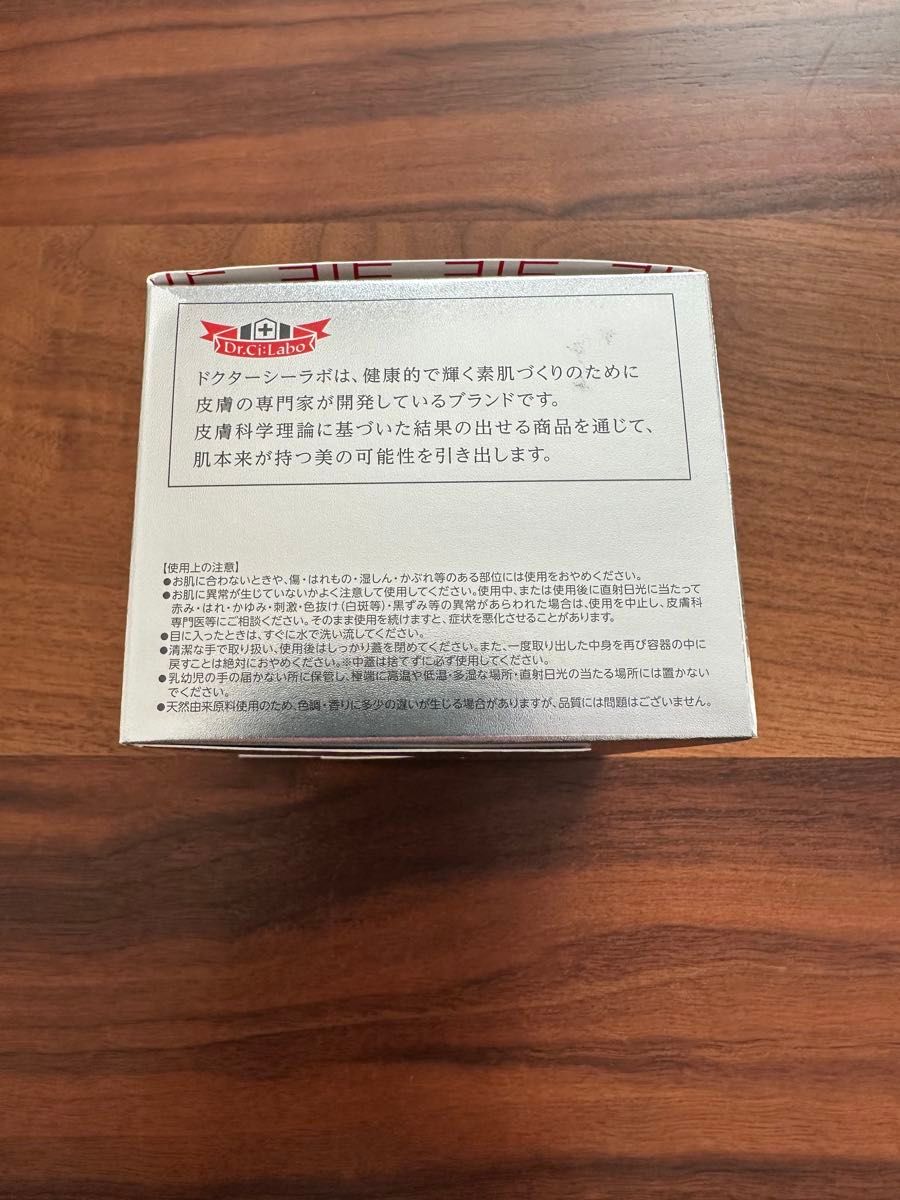 Dr.Ci:Labo
ドクターシーラボは、健康的で輝く素肌づくりのために
皮膚の専門家が開発しているブランドです。
皮膚科学理論に基づいた結果の出せる商品を通じて、
肌本来が持つ美の可能性を引き出します。
【使用上の注意】
●お肌に合わないときや、傷・はれもの・湿しん・かぶれ等のある部位には使用をおやめください。
●お肌に異常が生じていないかよく注意して使用してください。使用中、または使用後に直射日光に当たって
赤み・はれ・かゆみ・刺激・色抜け(白斑等)・黒ずみ等の異常があらわれた場合は、使用を中止し、皮膚科
専門医等にご相談ください。そのまま使用を続けますと、症状を悪化させることがあります。
●目に入ったときは、すぐに水で洗い流してください。
●清潔な手で取り扱い、使用後はしっかり蓋を閉めてください。また、一度取り出した中身を再び容器の中に
戻すことは絶対におやめください。※中蓋は捨てずに必ず使用してください。
●乳幼児の手の届かない所に保管し、極端に高温や低温・多湿な場所・直射日光の当たる場所には置かない
でください。
●天然由来原料使用のため、色調・香りに多少の違いが生じる場合がありますが、品質には問題はございません。